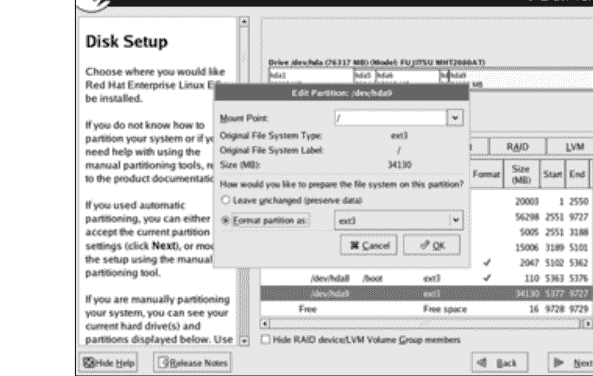 Disk Setup
Choose where you would like
Red Hat Enterprise Linux
be installed.
If you do not know how to
partition your system or if
need help with using the
manual partitioning tools,
to the product
If you used automatic
partitioning, you can either
accept the current partition
settings (click Next), or
the setup using the manual
partitioning tool.
If you are manually partitioning
your system, you can see your
current hard drive(s) and
partitions displayed below. Use
Drive /dev/hda (76317 MB) (Model: FUJITSU MHT2080AT)
hda1 hda5 hda6 hda9
MB
Edit Partition: /dev/hda9
Mount Point: /
Original File System Type: ext3
Original File System Label: /
Size (MB): 34130
How would you like to prepare the file system on this partition?
Leave unchanged (preserve data)
Format partition as: ext3
Cancel OK
RAID LVM
Format Size (MB) Start End
20003 1 2550
56298 2551 9727
5005 2551 3188
15006 3189 5101
✓ 2047 5102 5362
/dev/hda8 /boot ext3 ✓ 110 5363 5376
/dev/hda9 ext3 34130 5377 9727
Free Free space 16 9728 9729
Hide RAID device/LVM Volume Group members
Hide Help Release Notes Back Next